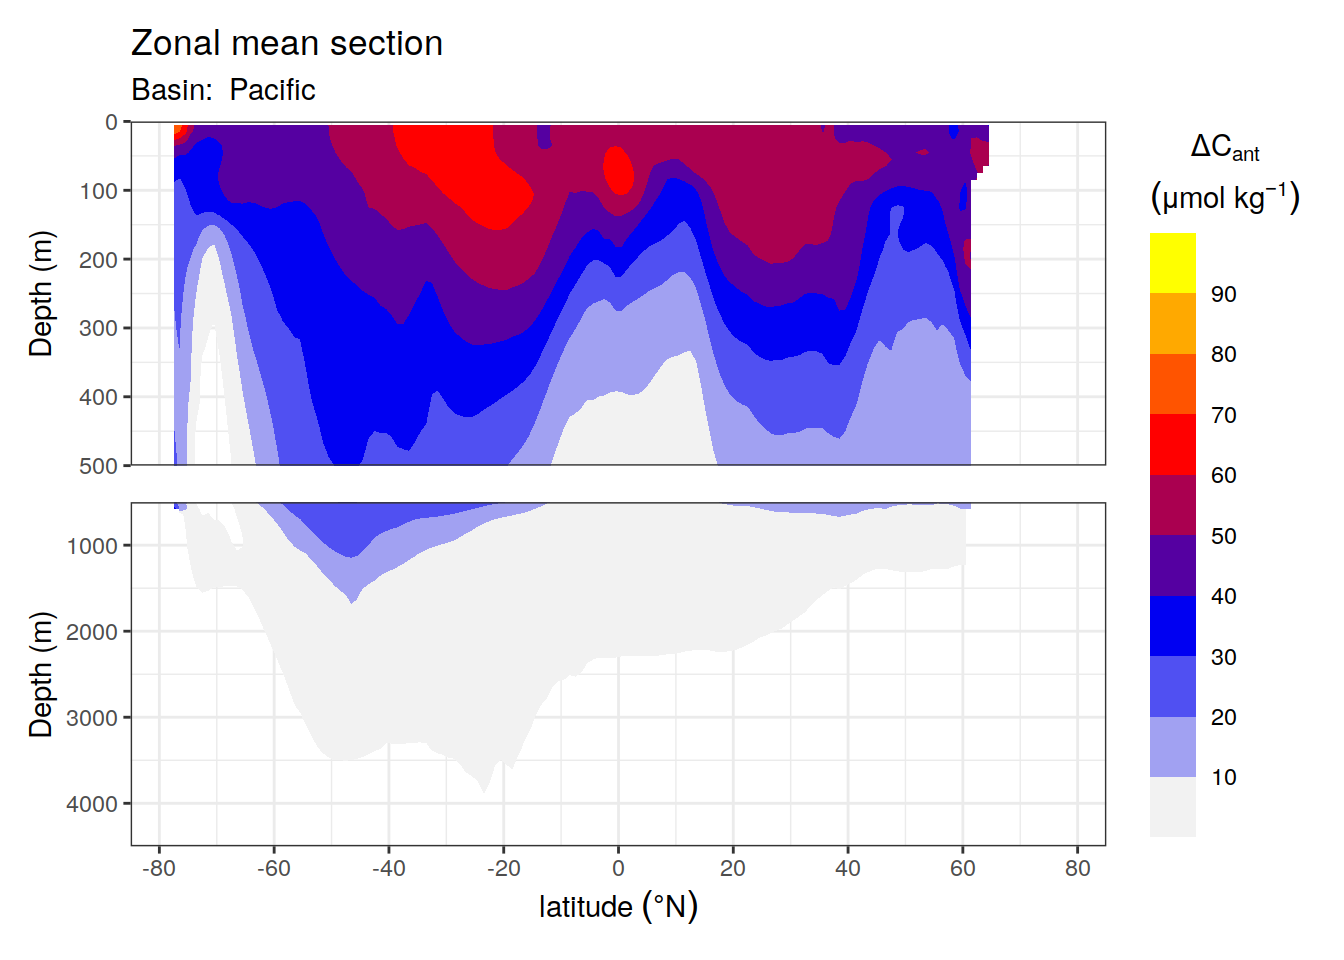 Zonal mean section
Basin:  Pacific
0
100
200
300
400
500
Depth (m)
1000
2000
3000
4000
Depth (m)
-80 -60 -40 -20 0 20 40 60 80
latitude (°N)
ΔCant
(μmol kg−1)
90
80
70
60
50
40
30
20
10